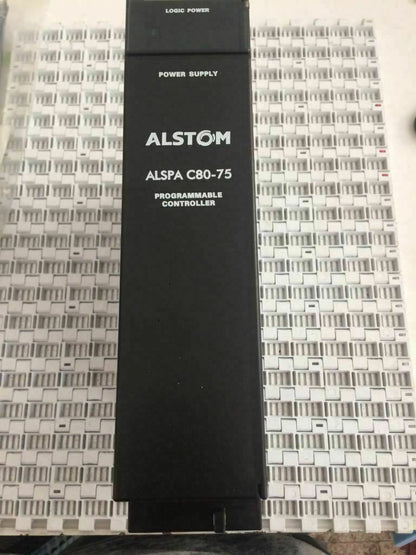 LOGIC POWER
POWER SUPPLY
ALSTOM
ALSPA C80-75
PROGRAMMABLE
CONTROLLER